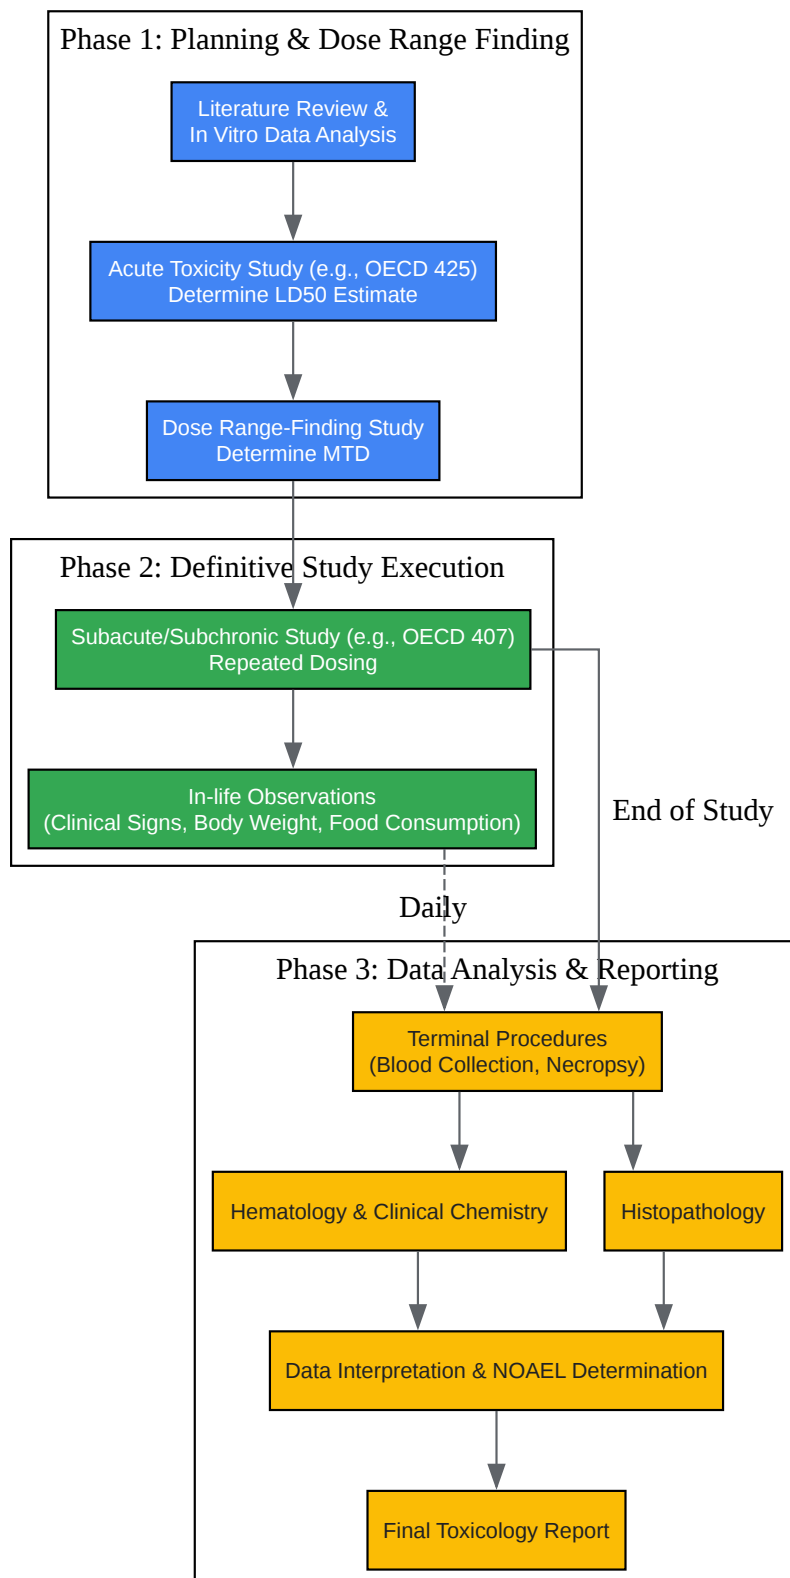 Phase 1: Planning & Dose Range Finding
Literature Review &
In Vitro Data Analysis
Acute Toxicity Study (e.g., OECD 425)
Determine LD50 Estimate
Dose Range-Finding Study
Determine MTD
Phase 2: Definitive Study Execution
Subacute/Subchronic Study (e.g., OECD 407)
Repeated Dosing
In-life Observations
(Clinical Signs, Body Weight, Food Consumption)
End of Study
Daily
Phase 3: Data Analysis & Reporting
Terminal Procedures
(Blood Collection, Necropsy)
Hematology & Clinical Chemistry
Histopathology
Data Interpretation & NOAEL Determination
Final Toxicology Report